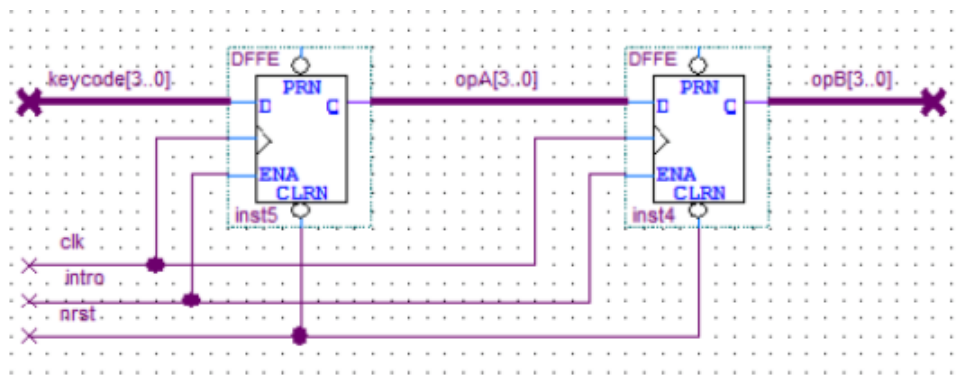 DFFE
keycode[3..0]
PRN
D
Q
ENA
CLRN
inst5
opA[3..0]
DFFE
PRN
D
Q
ENA
CLRN
inst4
opB[3..0]
clk
intro
nrst